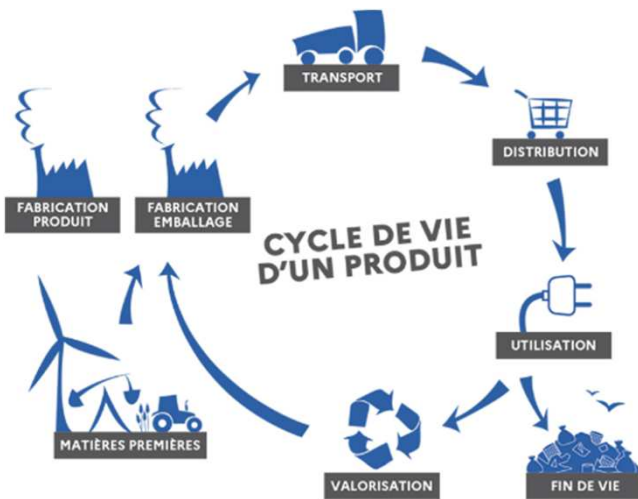 TRANSPORT
DISTRIBUTION
FABRICATION
PRODUIT
FABRICATION
EMBALLAGE
CYCLE DE VIE
D'UN PRODUIT
UTILISATION
MATIÈRES PREMIÈRES
VALORISATION
FIN DE VIE